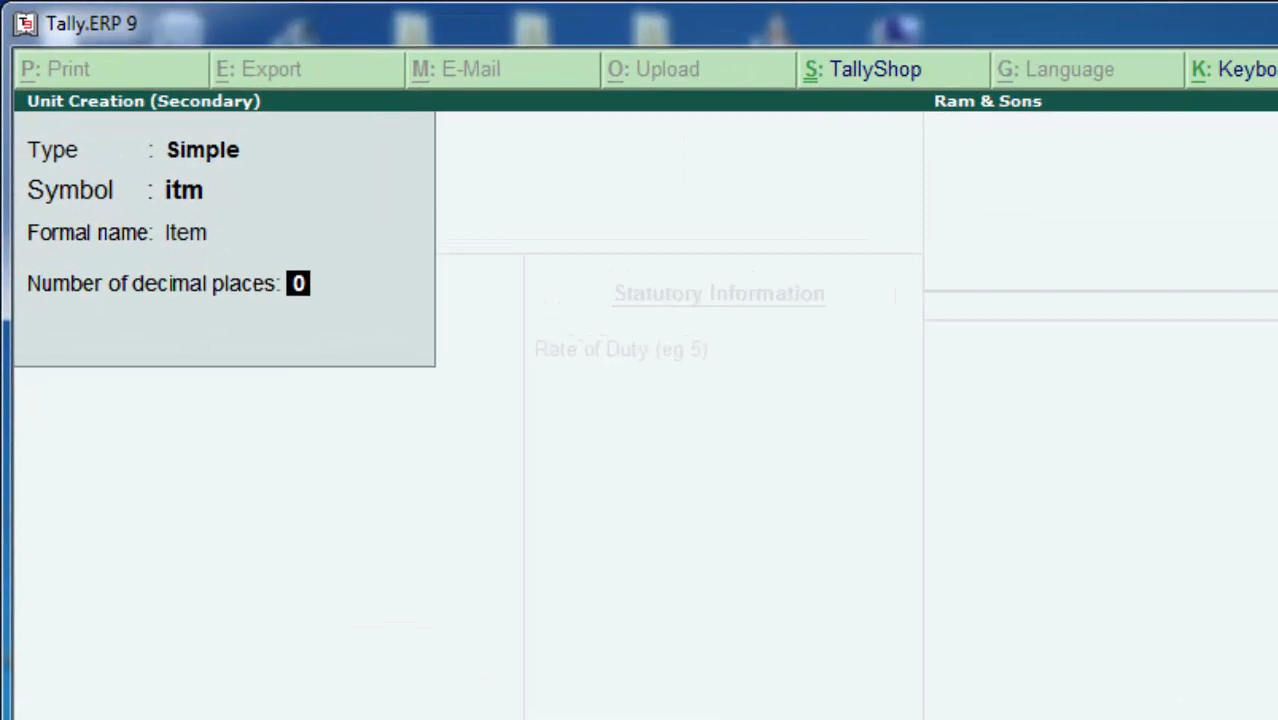 Tally.ERP 9
P: Print E: Export M: E-Mail O: Upload S: TallyShop G: Language K: Keybo
Unit Creation (Secondary) Ram & Sons
Type : Simple
Symbol : itm
Formal name: Item
Number of decimal places: 0
Statutory Information
Rate of Duty (eg 5)